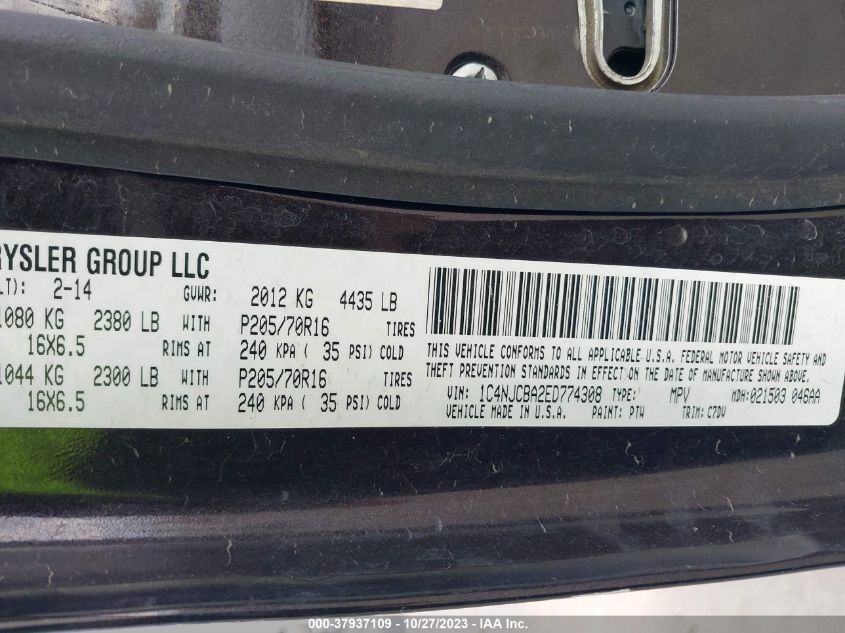 RYSLER GROUP LLC
LT): 2-14 GVWR: 2012 KG 4435 LB
1080 KG 2380 LB WITH P205/70R16 TIRES
16X6.5 RIMS AT 240 KPA ( 35 PSI) COLD
1044 KG 2300 LB WITH P205/70R16 TIRES
16X6.5 RIMS AT 240 KPA ( 35 PSI) COLD
THIS VEHICLE CONFORMS TO ALL APPLICABLE U.S.A. FEDERAL MOTOR VEHICLE SAFETY AND
THEFT PREVENTION STANDARDS IN EFFECT ON THE DATE OF MANUFACTURE SHOWN ABOVE.
VIN: 1C4NJCBA2ED774308 TYPE: MPV MDH:021503 046AA
VEHICLE MADE IN U.S.A. PAINT: PTW TRIM: C7DV
000-37937109 - 10/27/2023 - IAA Inc.